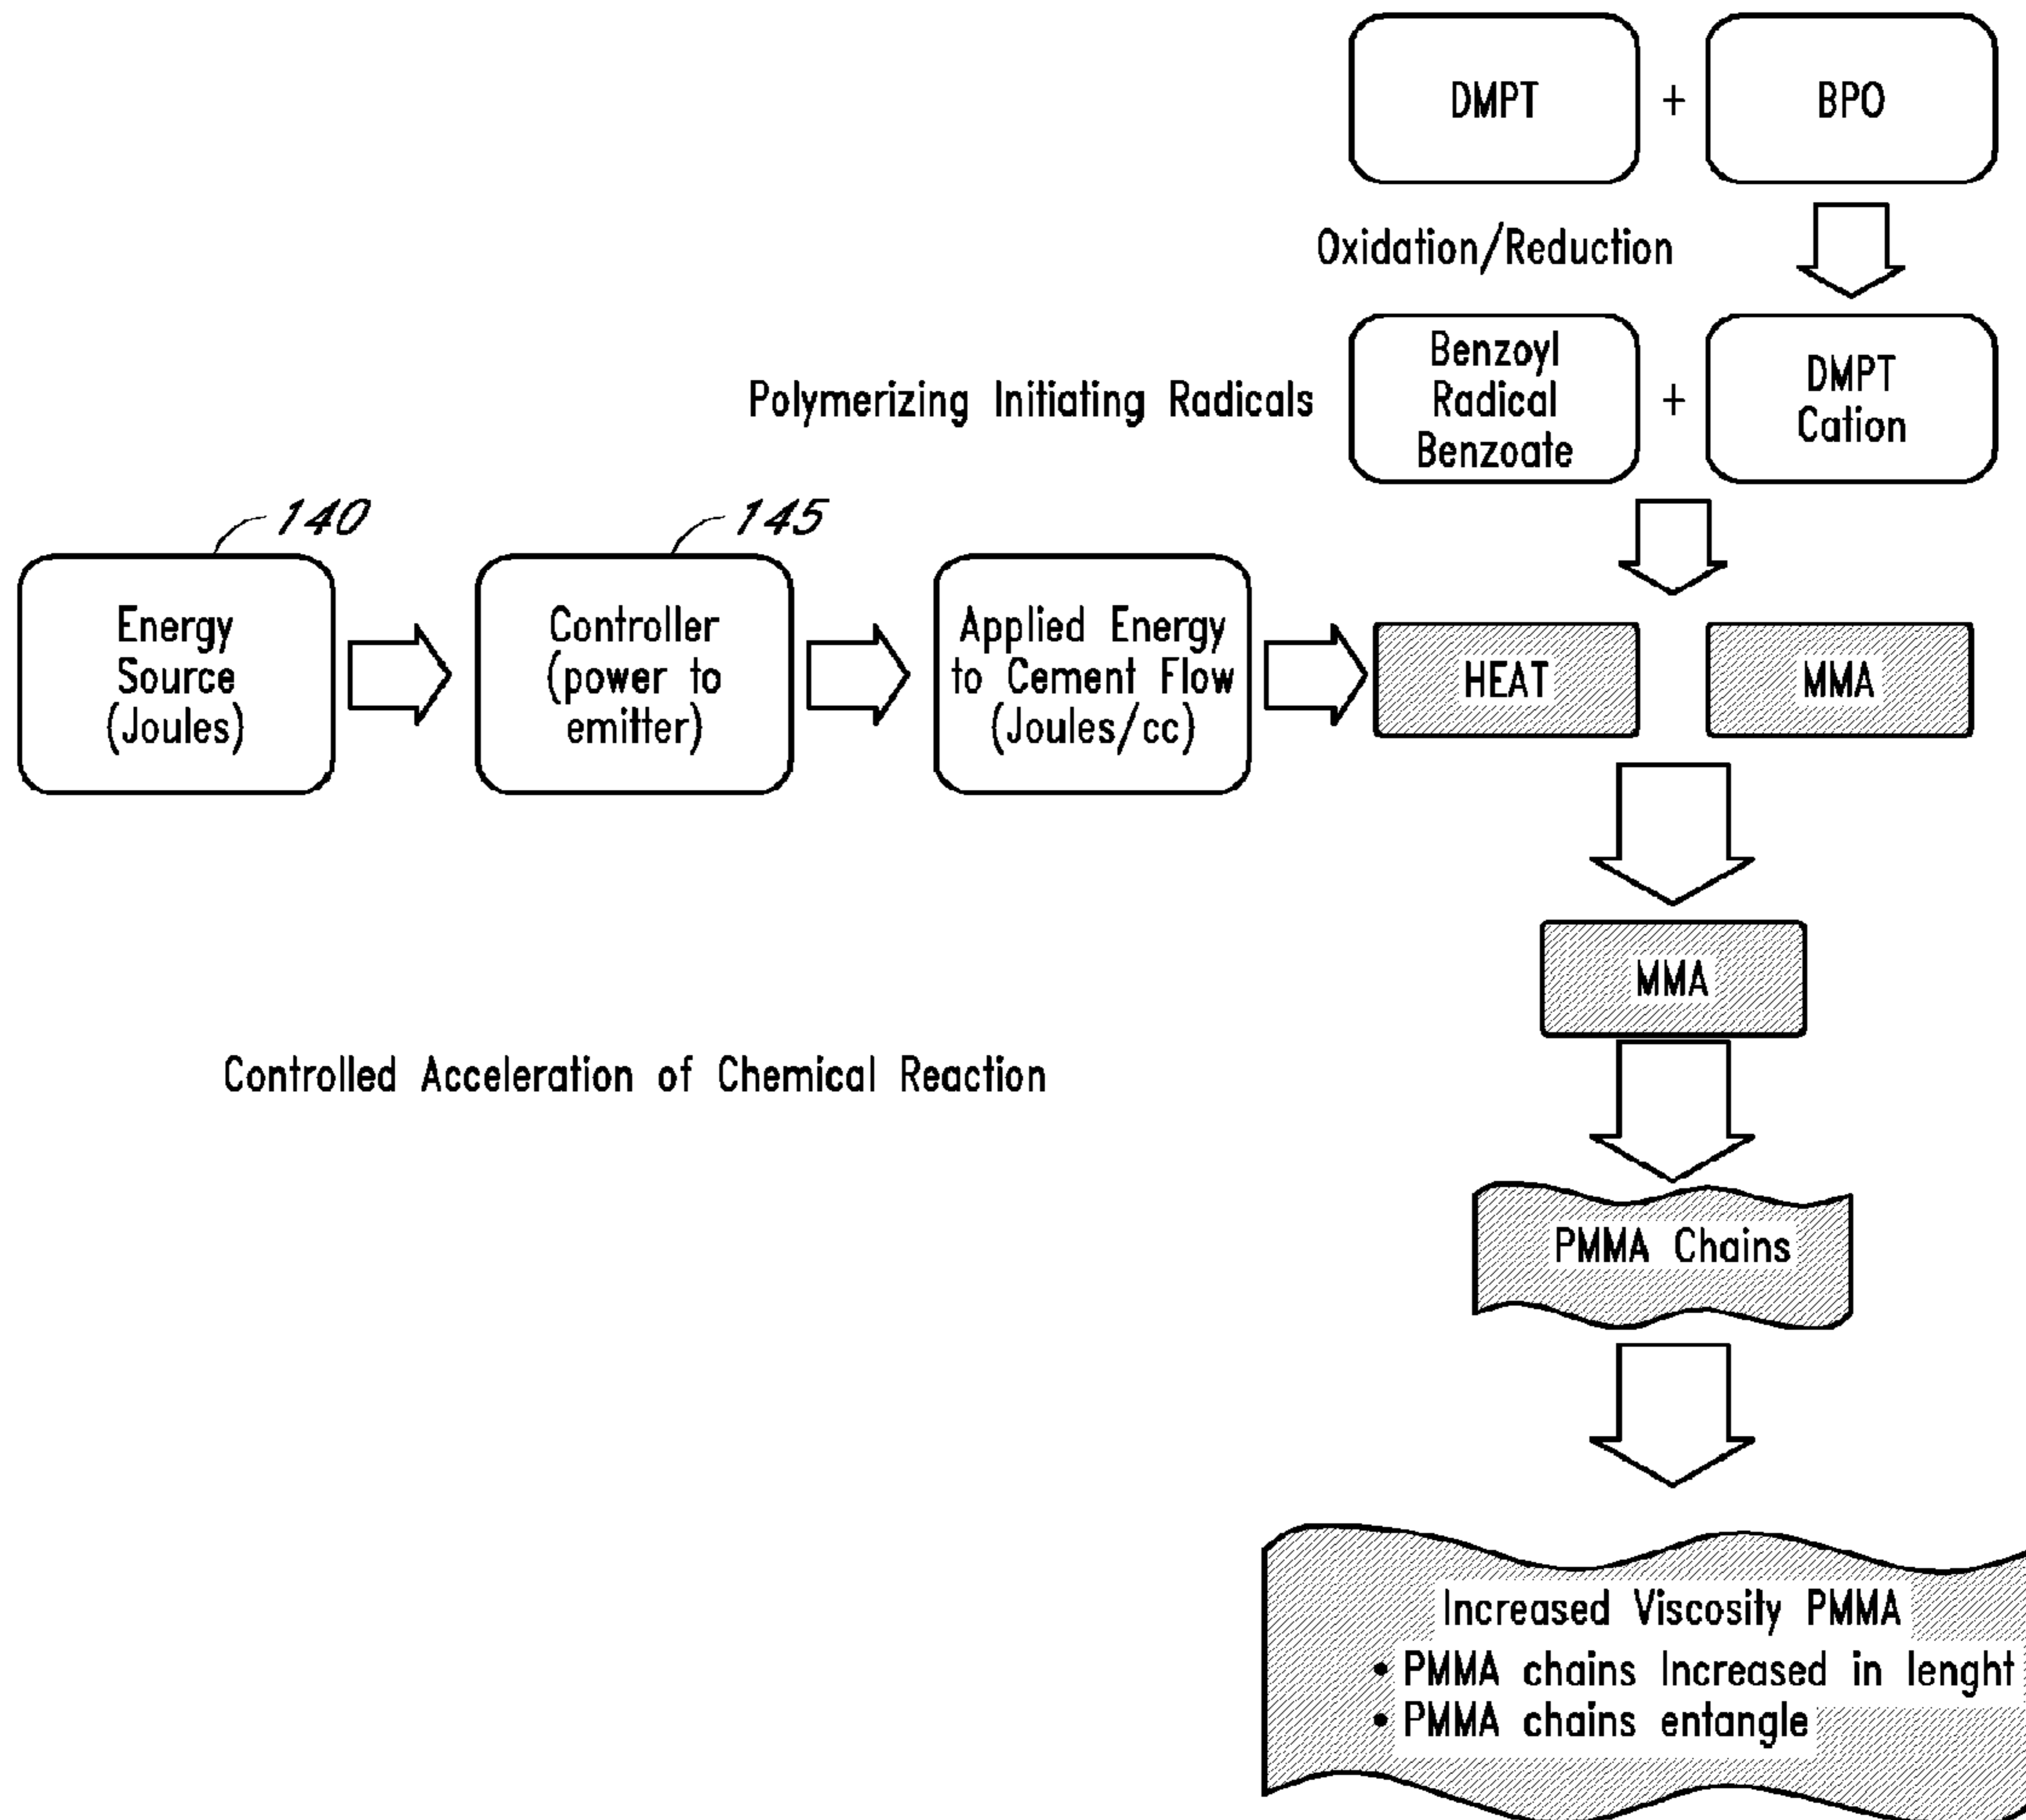 DMPT + BPO
Oxidation/Reduction
Polymerizing Initiating Radicals
Benzoyl
Radical
Benzoate
+
DMPT
Cation
140
145
Energy
Source
(Joules)
Controller
(power to
emitter)
Applied Energy
to Cement Flow
(Joules/cc)
HEAT
MMA
MMA
Controlled Acceleration of Chemical Reaction
PMMA Chains
Increased Viscosity PMMA
• PMMA chains Increased in lenght
• PMMA chains entangle